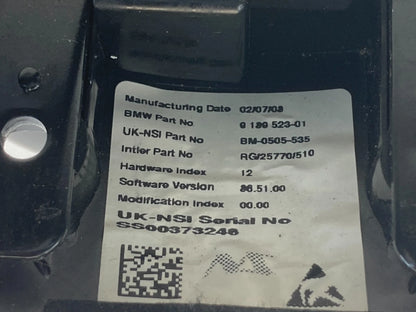 Manufacturing Date 02/07/08
BMW Part No 9 189 523-01
UK-NSI Part No BM-0505-535
Intier Part No RG/25770/510
Hardware Index 12
Software Version 86.51.00
Modification Index 00.00
UK-NSI Serial No
SS00373246